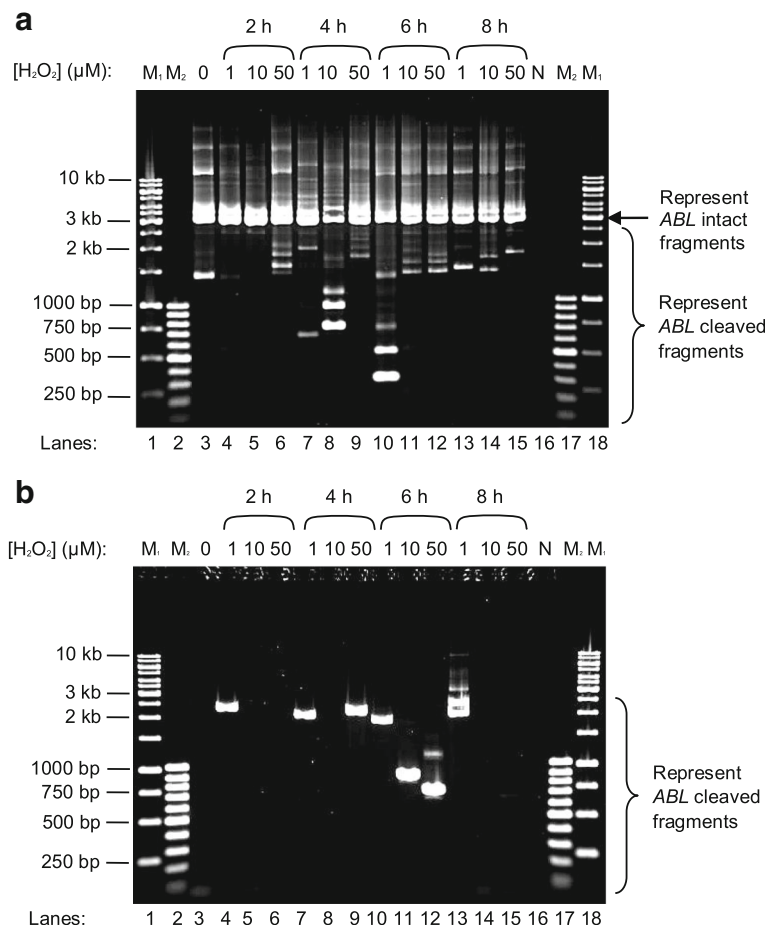 a
2 h 4 h 6 h 8 h
[H₂O₂] (µM): M₁ M₂ 0 1 10 50 1 10 50 1 10 50 1 10 50 N M₂ M₁
10 kb
3 kb
2 kb
1000 bp
750 bp
500 bp
250 bp
Represent
ABL intact
fragments
Represent
ABL cleaved
fragments
Lanes: 1 2 3 4 5 6 7 8 9 10 11 12 13 14 15 16 17 18
b
2 h 4 h 6 h 8 h
[H₂O₂] (µM): M₁ M₂ 0 1 10 50 1 10 50 1 10 50 1 10 50 N M₂ M₁
10 kb
3 kb
2 kb
1000 bp
750 bp
500 bp
250 bp
Represent
ABL cleaved
fragments
Lanes: 1 2 3 4 5 6 7 8 9 10 11 12 13 14 15 16 17 18